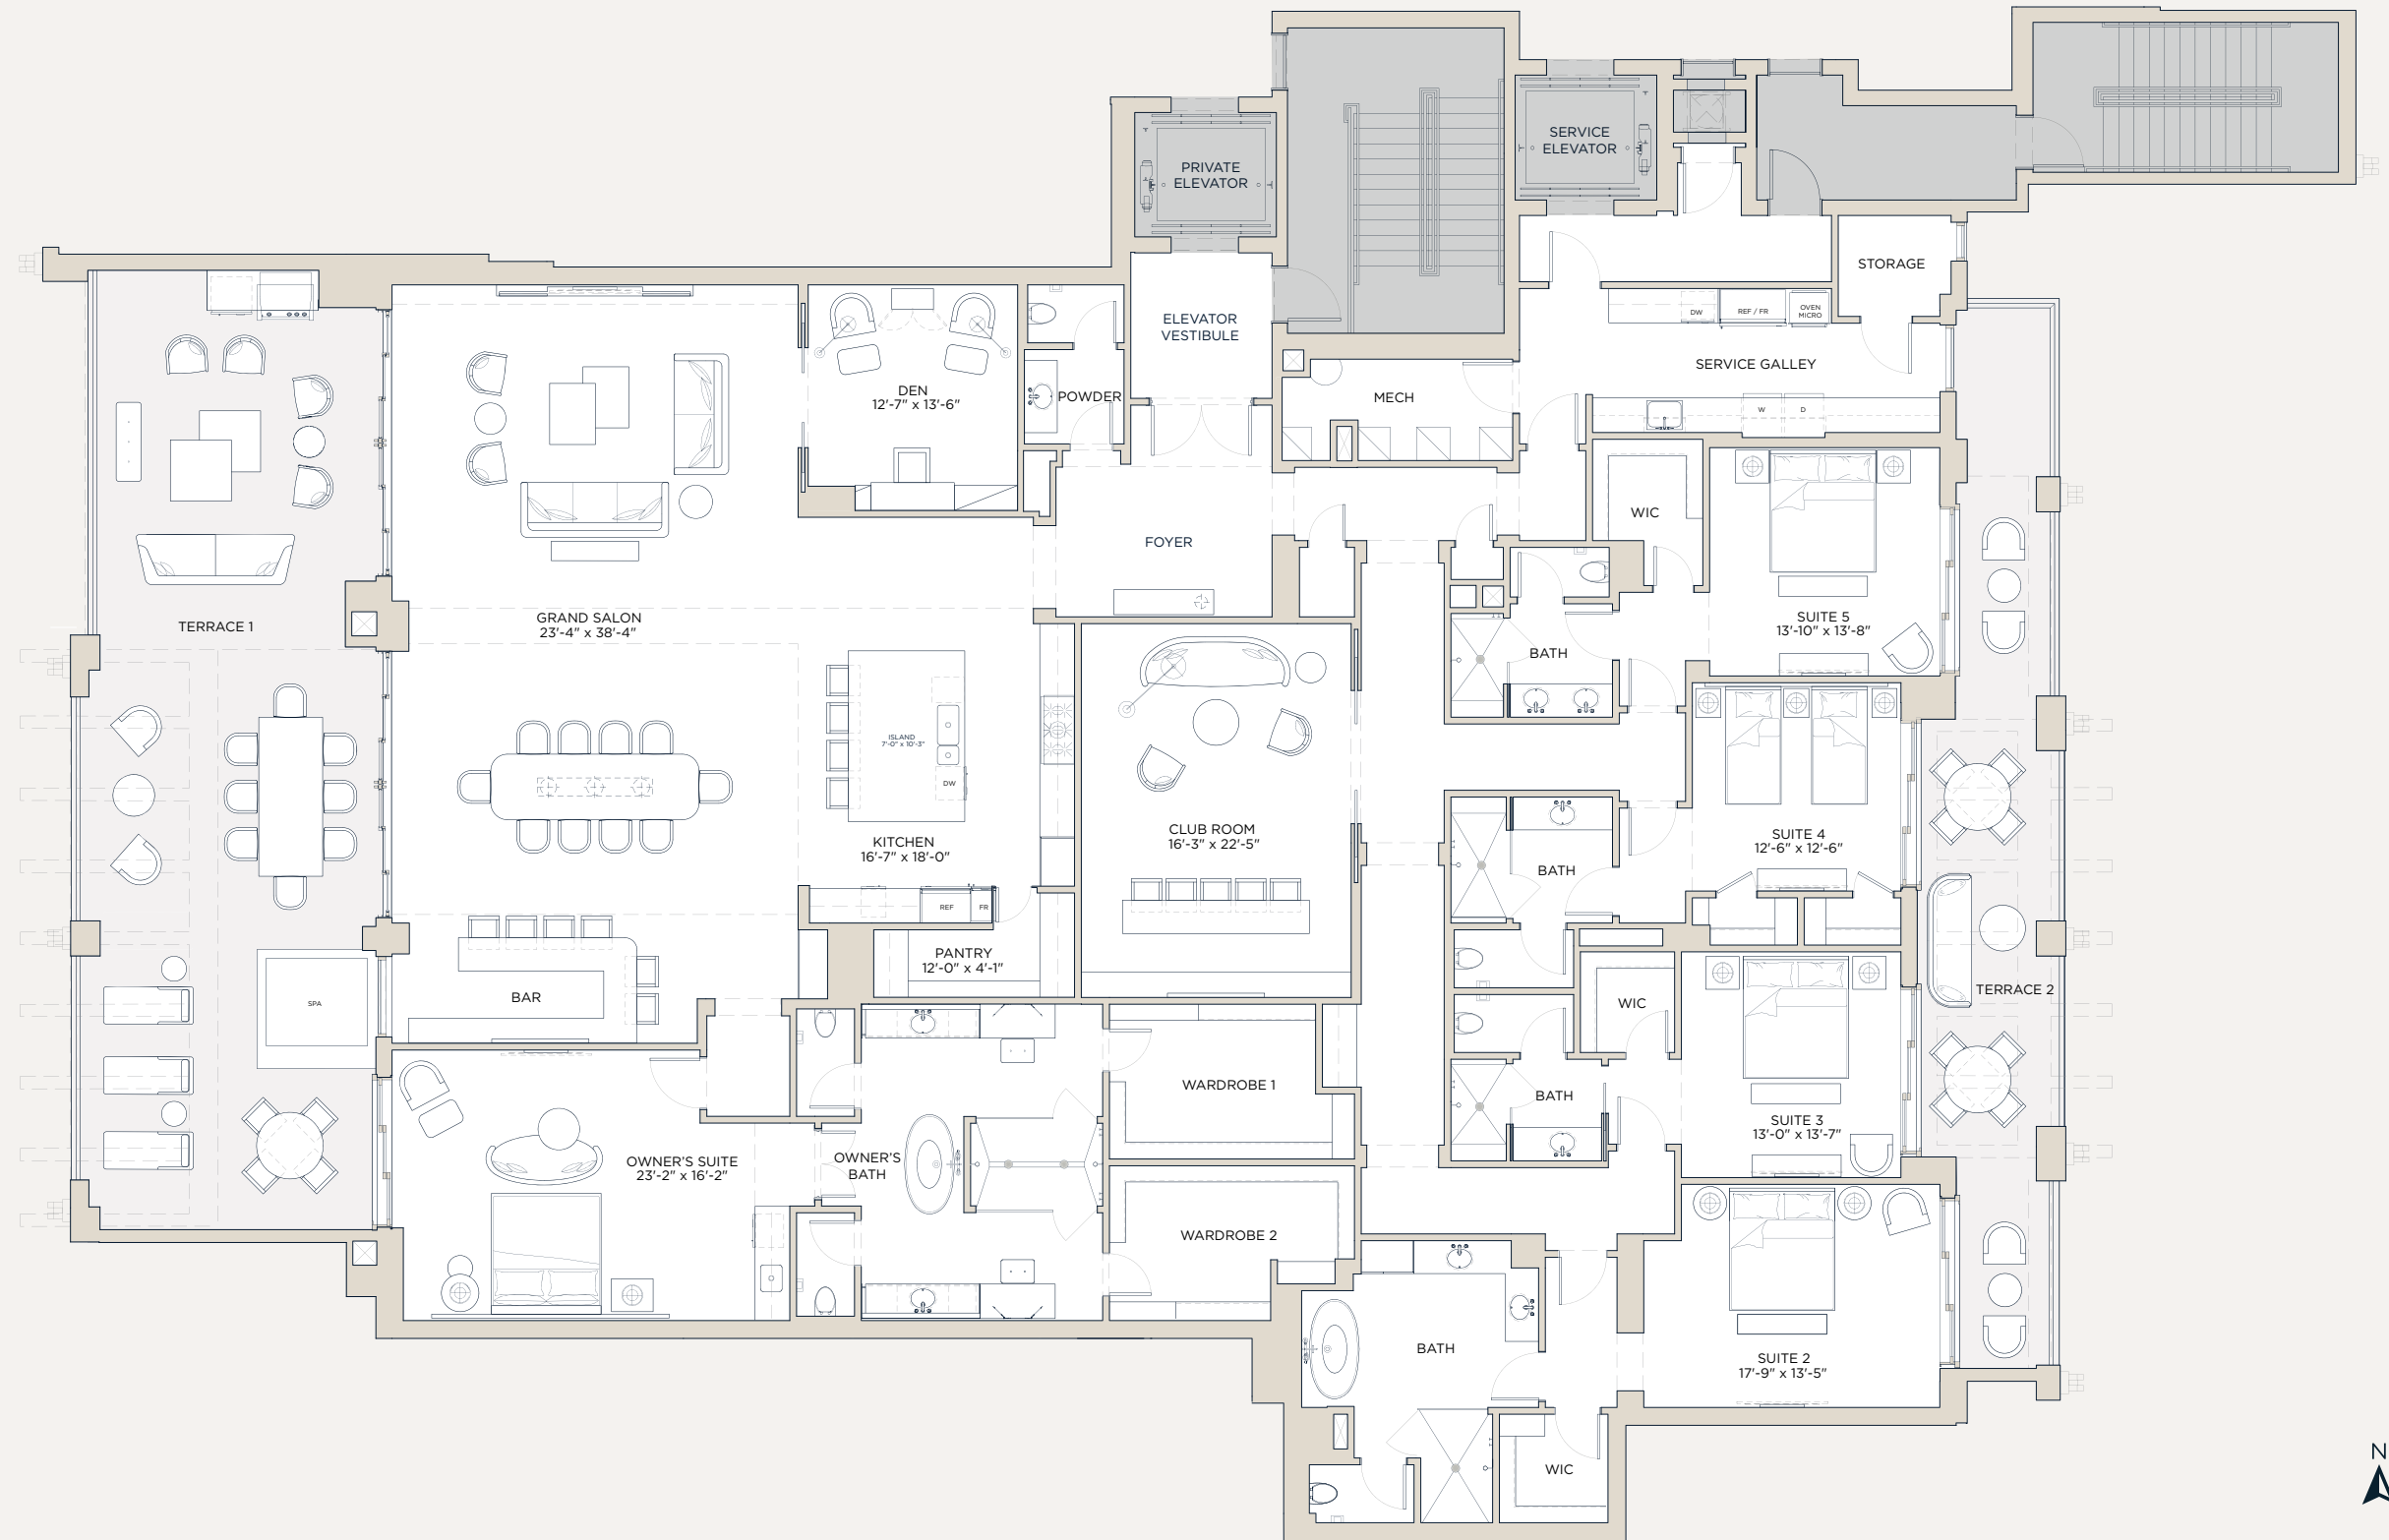 PRIVATE
ELEVATOR
SERVICE
ELEVATOR
STORAGE
ELEVATOR
VESTIBULE
DW
REF / FR
OVEN
MICRO
SERVICE GALLEY
DEN
12'-7" x 13'-6"
POWDER
MECH
W
D
WIC
FOYER
TERRACE 1
GRAND SALON
23'-4" x 38'-4"
SUITE 5
13'-10" x 13'-8"
BATH
ISLAND
7'-0" x 10'-3"
DW
KITCHEN
16'-7" x 18'-0"
CLUB ROOM
16'-3" x 22'-5"
SUITE 4
12'-6" x 12'-6"
BATH
REF
FR
PANTRY
12'-0" x 4'-1"
BAR
SPA
WIC
TERRACE 2
WARDROBE 1
BATH
SUITE 3
13'-0" x 13'-7"
OWNER'S SUITE
23'-2" x 16'-2"
OWNER'S
BATH
WARDROBE 2
BATH
SUITE 2
17'-9" x 13'-5"
WIC
N